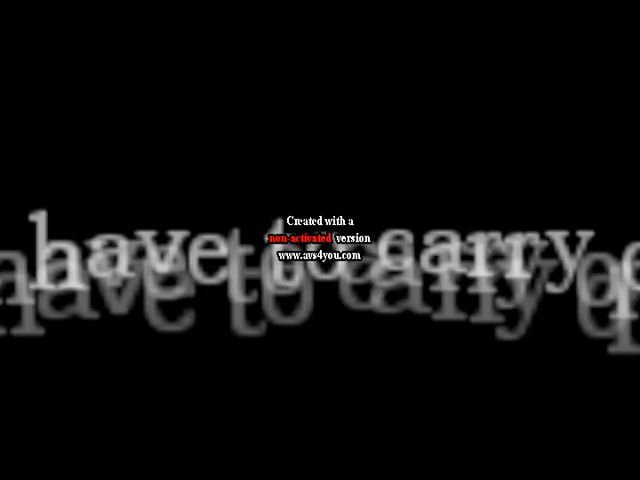 Created with a
non-activated version
www.avs4you.com
have to carry